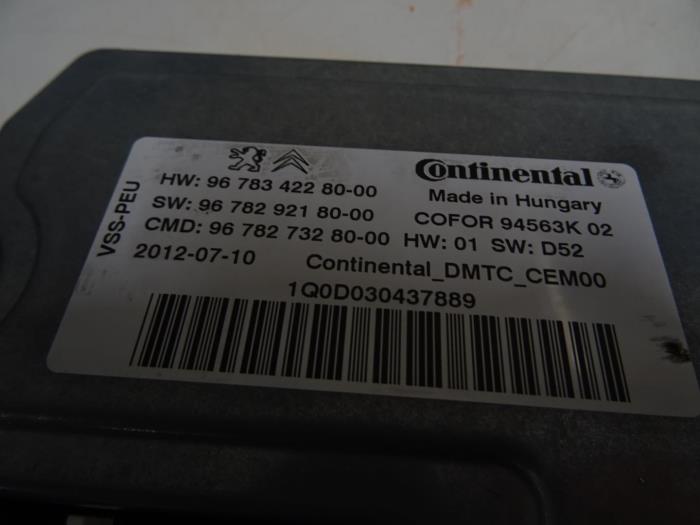 Continental
HW: 96 783 422 80-00
Made in Hungary
SW: 96 782 921 80-00
COFOR 94563K 02
CMD: 96 782 732 80-00 HW: 01 SW: D52
2012-07-10 Continental_DMTC_CEM00
1Q0D030437889
VSS-PEU